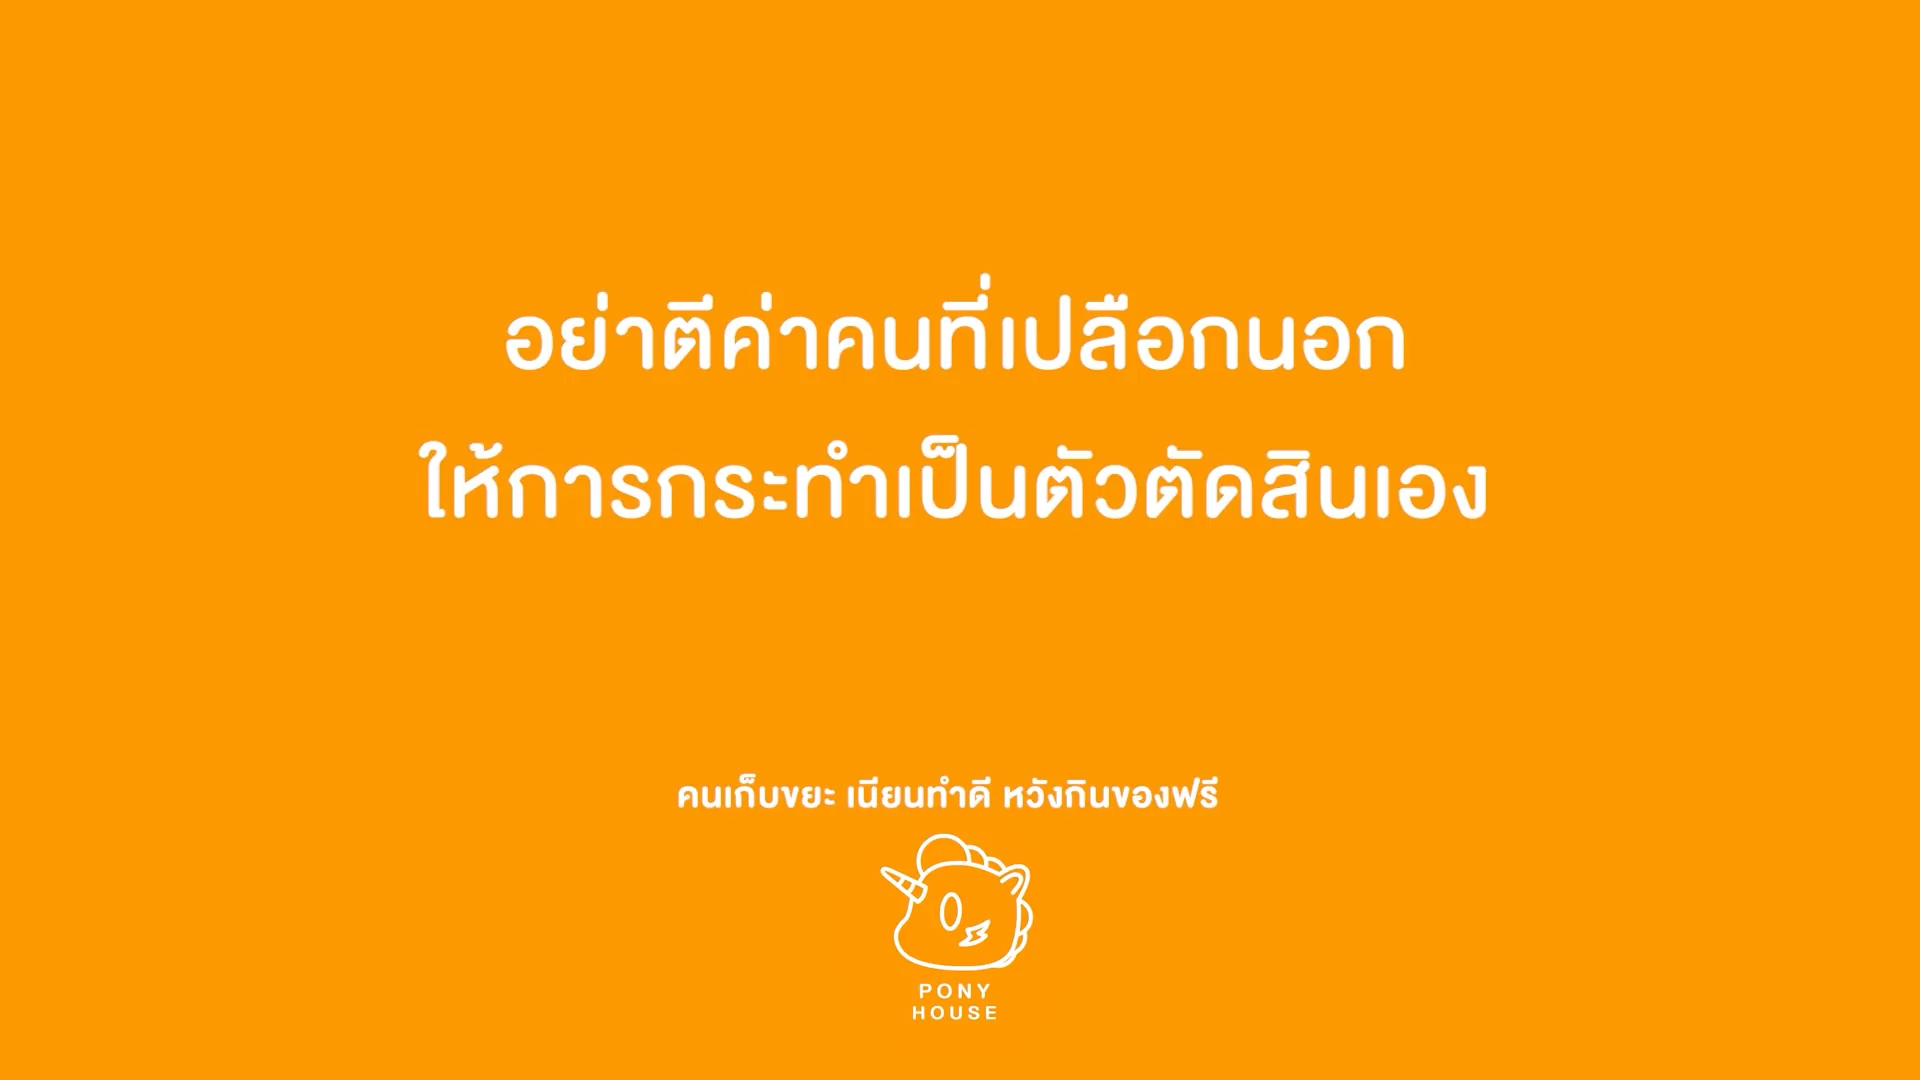 อย่าตีค่าคนที่เปลือกนอก
ให้การกระทำเป็นตัวตัดสินเอง
คนเก็บขยะ เนียนทำดี หวังกินของฟรี
PONY
HOUSE